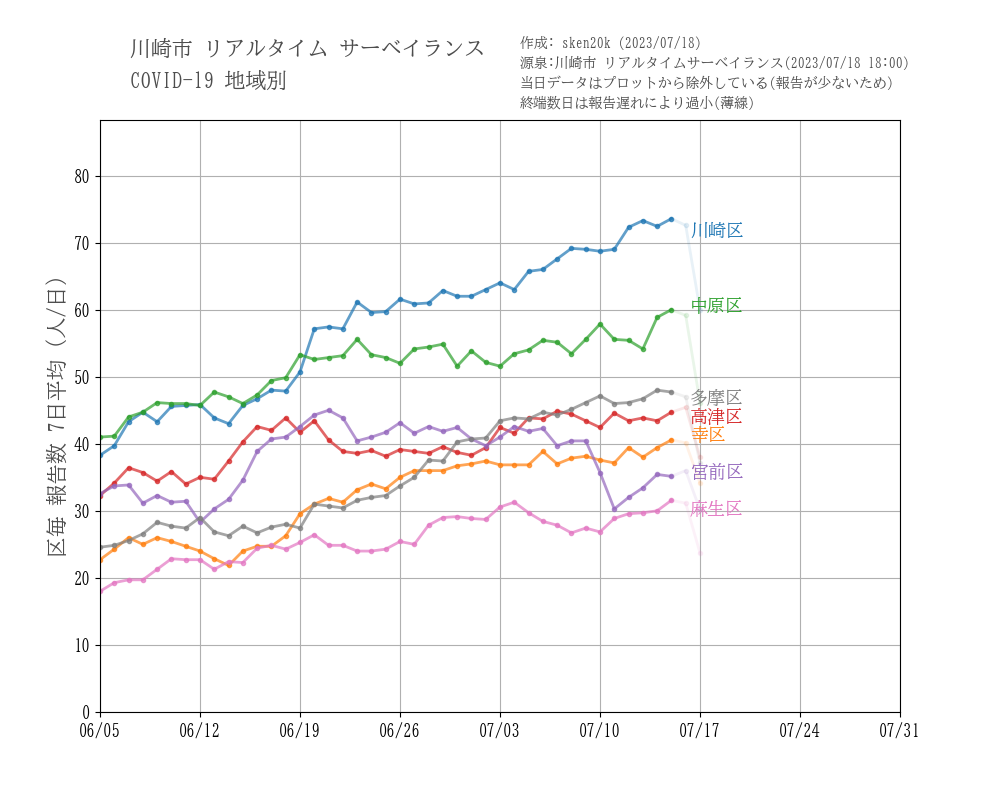 川崎市 リアルタイム サーベイランス
COVID-19 地域別
作成: sken20k (2023/07/18)
源泉:川崎市 リアルタイムサーベイランス(2023/07/18 18:00)
当日データはプロットから除外している(報告が少ないため)
終端数日は報告遅れにより過小(薄線)
区毎 報告数 7日平均 (人/日)
80
70
60
50
40
30
20
10
0
川崎区
中原区
多摩区
高津区
幸区
宮前区
麻生区
06/05
06/12
06/19
06/26
07/03
07/10
07/17
07/24
07/31